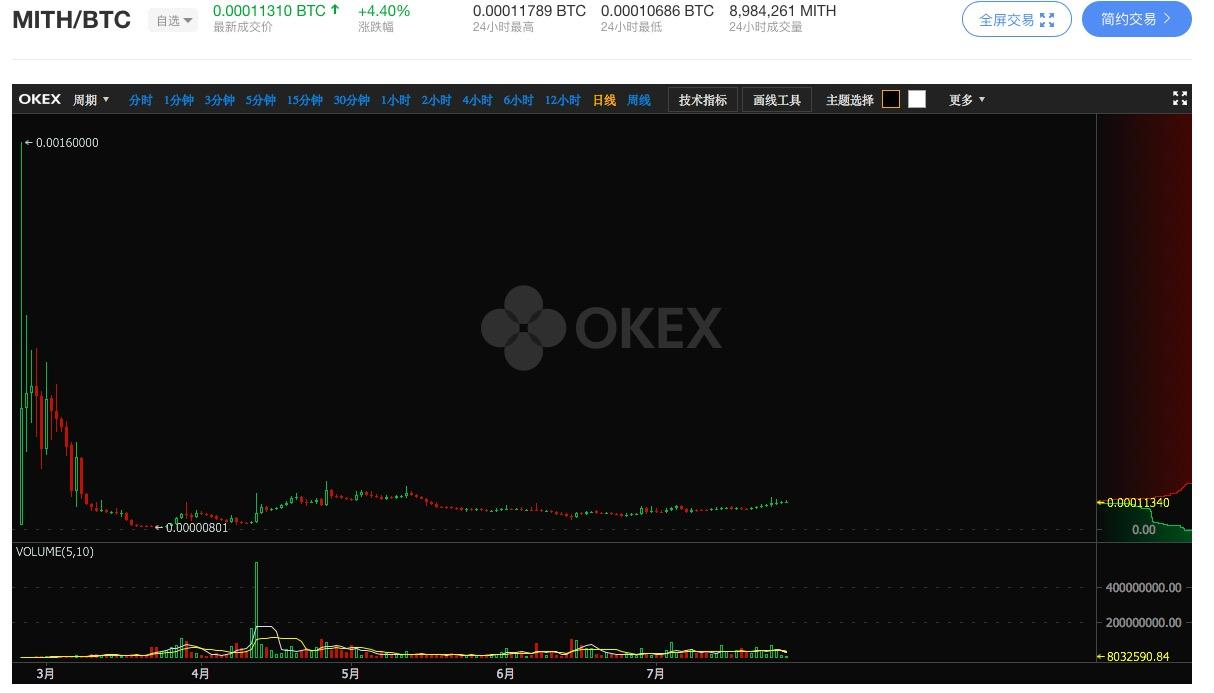 MITH/BTC 自选 0.00011310 BTC ↑ +4.40% 0.00011789 BTC 0.00010686 BTC 8,984,261 MITH 全屏交易 简约交易 >
最新成交价 涨跌幅 24小时最高 24小时最低 24小时成交量
OKEX 周期 分时 1分钟 3分钟 5分钟 15分钟 30分钟 1小时 2小时 4小时 6小时 12小时 日线 周线 技术指标 画线工具 主题选择 更多
←0.00160000
OKEX
←0.00011340
←0.00000801
0.00
VOLUME(5,10)
400000000.00
200000000.00
←8032590.84
3月 4月 5月 6月 7月